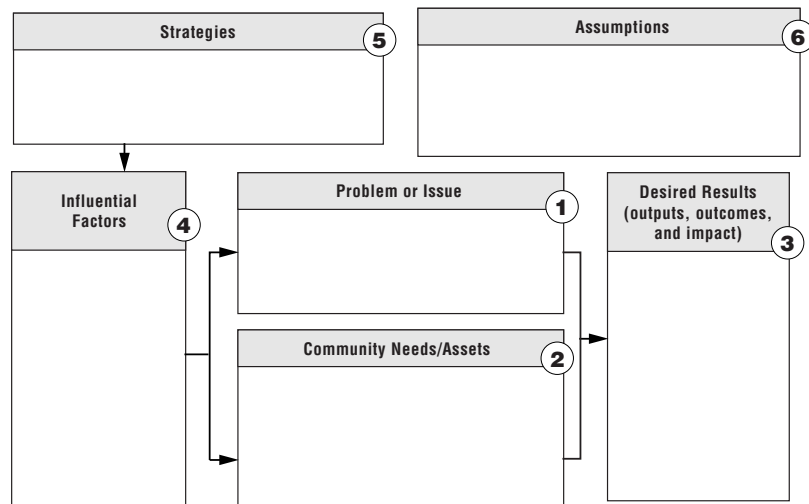 Strategies
5
Assumptions
6
Influential
Factors
4
Problem or Issue
1
Community Needs/Assets
2
Desired Results
(outputs, outcomes,
and impact)
3